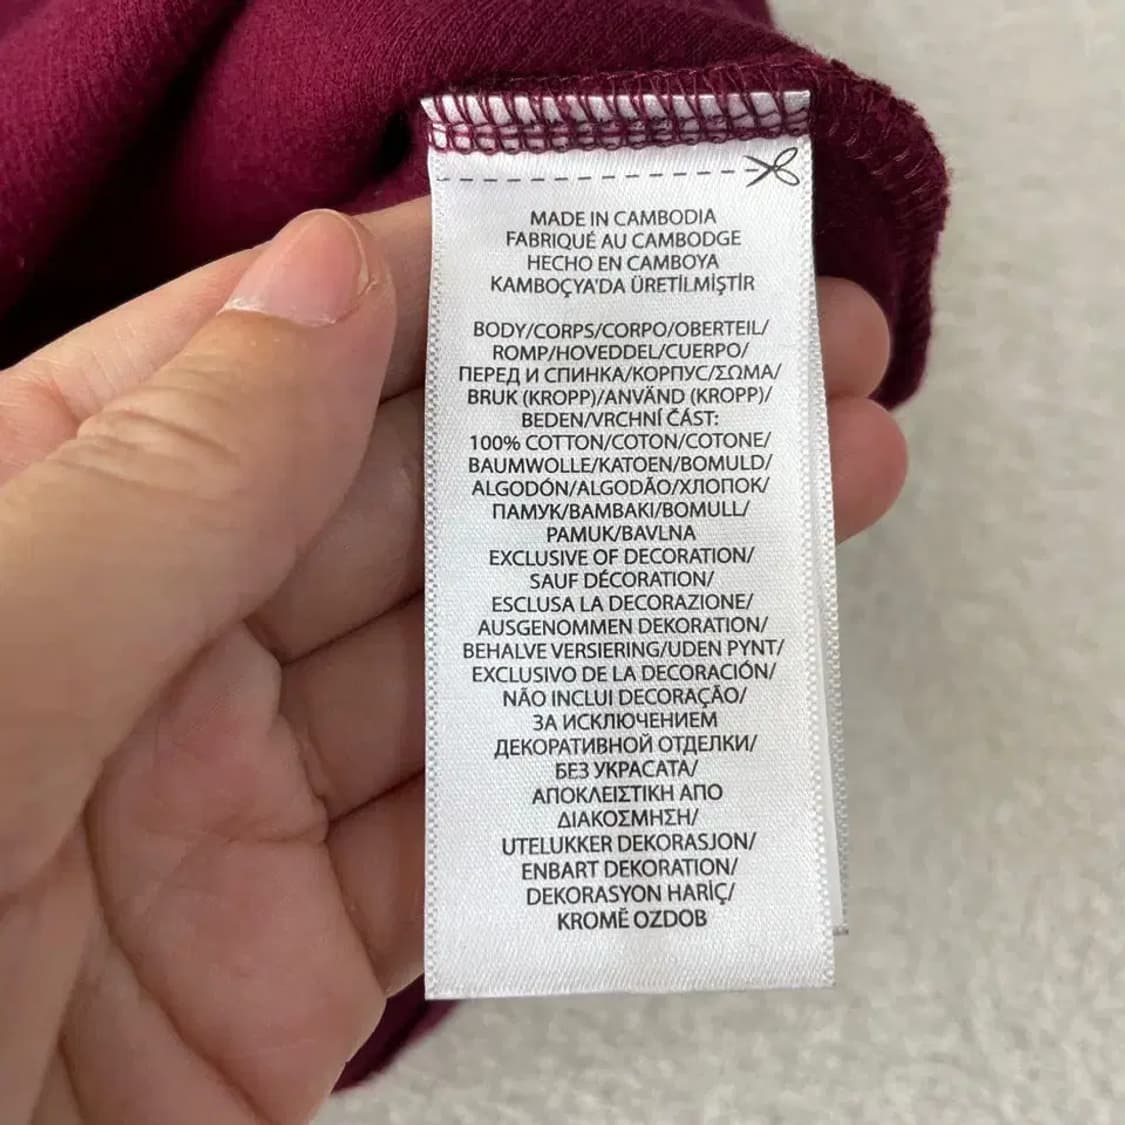 MADE IN CAMBODIA
FABRIQUÉ AU CAMBODGE
HECHO EN CAMBOYA
KAMBOÇYA'DA ÜRETİLMİŞTİR
BODY/CORPS/CORPO/OBERTEIL/
ROMP/HOVEDDEL/CUERPO/
ПЕРЕД И СПИНКА/КОРПУС/ΣΩΜΑ/
BRUK (KROPP)/ANVÄND (KROPP)/
BEDEN/VRCHNÍ ČÁST:
100% COTTON/COTON/COTONE/
BAUMWOLLE/KATOEN/BOMULD/
ALGODÓN/ALGODÃO/ХЛОПОК/
ПАМУК/BAMBAKI/BOMULL/
PAMUK/BAVLNA
EXCLUSIVE OF DECORATION/
SAUF DÉCORATION/
ESCLUSA LA DECORAZIONE/
AUSGENOMMEN DEKORATION/
BEHALVE VERSIERING/UDEN PYNT/
EXCLUSIVO DE LA DECORACIÓN/
NÃO INCLUI DECORAÇÃO/
ЗА ИСКЛЮЧЕНИЕМ
ДЕКОРАТИВНОЙ ОТДЕЛКИ/
БЕЗ УКРАСАТА/
ΑΠΟΚΛΕΙΣΤΙΚΗ ΑΠΟ
ΔΙΑΚΟΣΜΗΣΗ/
UTELUKKER DEKORASJON/
ENBART DEKORATION/
DEKORASYON HARİÇ/
KROMĚ OZDOB